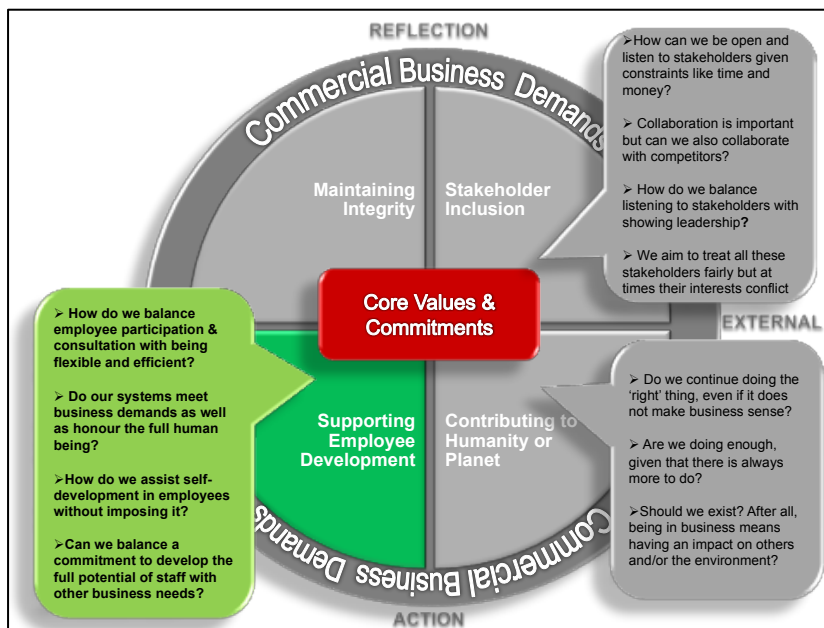 REFLECTION
Commercial Business Demands
➢How can we be open and
listen to stakeholders given
constraints like time and
money?
➢ Collaboration is important
but can we also collaborate
with competitors?
➢ How do we balance
listening to stakeholders with
showing leadership?
➢ We aim to treat all these
stakeholders fairly but at
times their interests conflict
Maintaining
Integrity
Stakeholder
Inclusion
Core Values &
Commitments
EXTERNAL
➢ How do we balance
employee participation &
consultation with being
flexible and efficient?
➢ Do our systems meet
business demands as well
as honour the full human
being?
➢How do we assist self-
development in employees
without imposing it?
➢Can we balance a
commitment to develop the
full potential of staff with
other business needs?
Supporting
Employee
Development
Contributing to
Humanity or
Planet
➢ Do we continue doing the
‘right’ thing, even if it does
not make business sense?
➢ Are we doing enough,
given that there is always
more to do?
➢Should we exist? After all,
being in business means
having an impact on others
and/or the environment?
Commercial Business Demands
ACTION